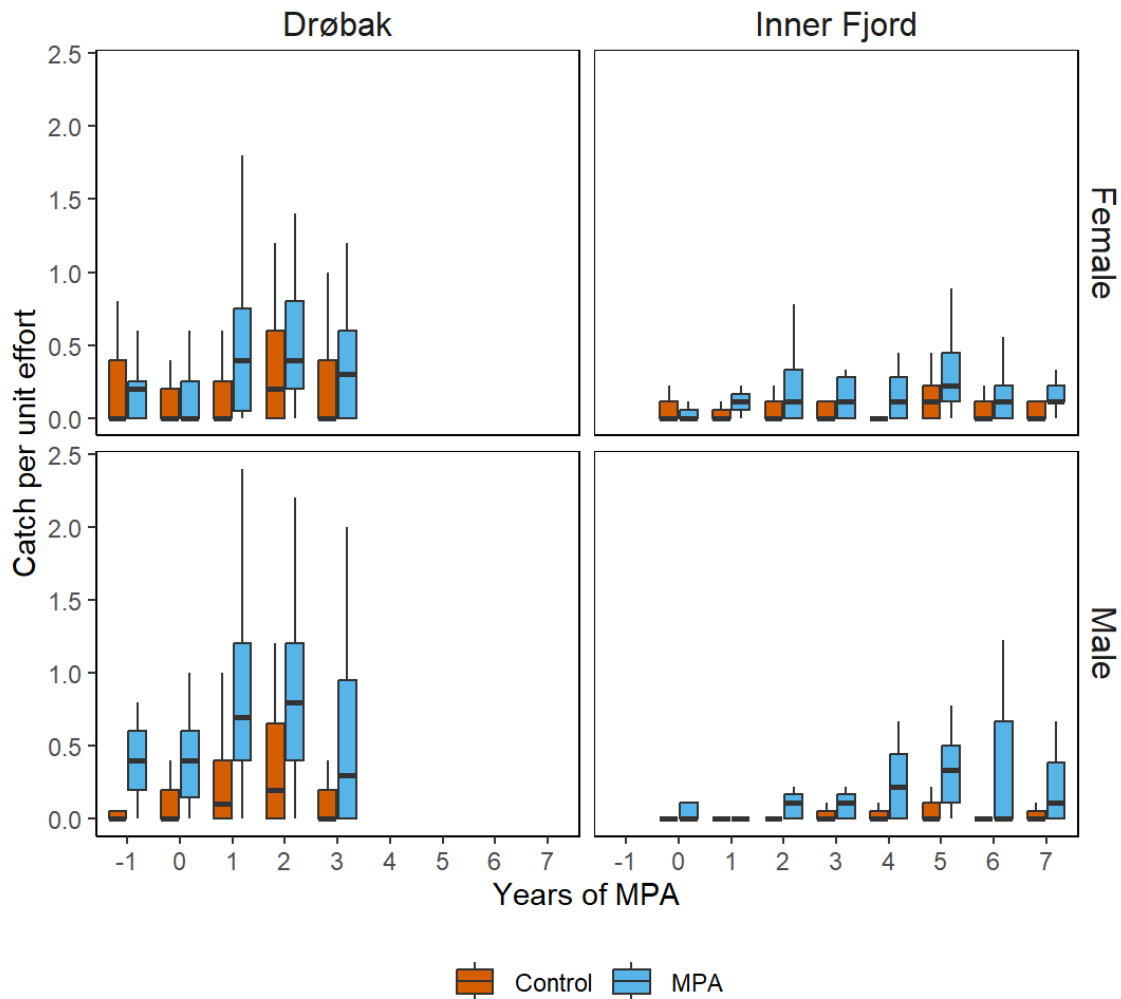 Drøbak Inner Fjord
2.5
2.0
1.5
1.0
0.5
0.0
Female
2.5
2.0
1.5
1.0
0.5
0.0
Male
Catch per unit effort
-1 0 1 2 3 4 5 6 7 -1 0 1 2 3 4 5 6 7
Years of MPA
Control MPA